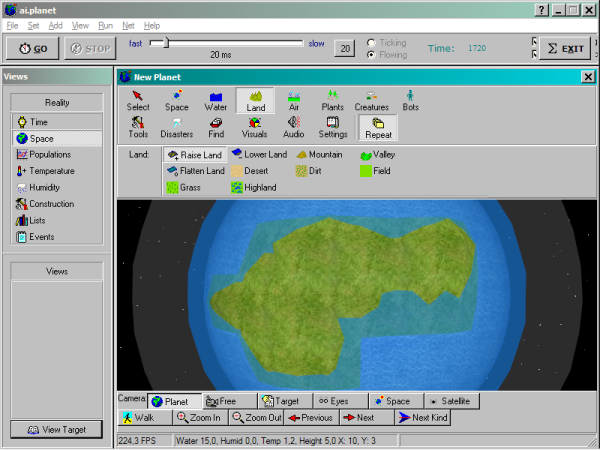 ai.planet
File Set Add View Run Net Help
GO STOP fast slow 20 ms 20 Ticking Flowing Time: 1720 Σ EXIT
Views
Reality
Time
Space
Populations
Temperature
Humidity
Construction
Lists
Events
Views
View Target
New Planet
Select Space Water Land Air Plants Creatures Bots
Tools Disasters Find Visuals Audio Settings Repeat
Land: Raise Land Lower Land Mountain Valley
Flatten Land Desert Dirt Field
Grass Highland
Camera: Planet Free Target Eyes Space Satellite
Walk Zoom In Zoom Out Previous Next Next Kind
224,3 FPS Water 15,0, Humid 0,0, Temp 1,2, Height 5,0 X: 10, Y: 3